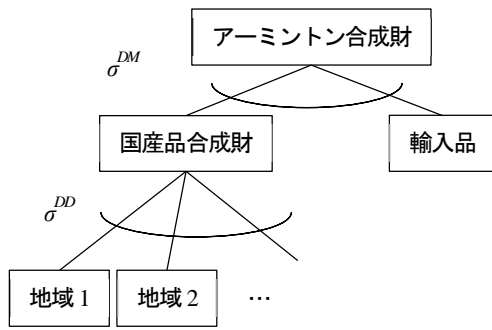 アーミントン合成財
σ^DM
国産品合成財
輸入品
σ^DD
地域 1
地域 2
…